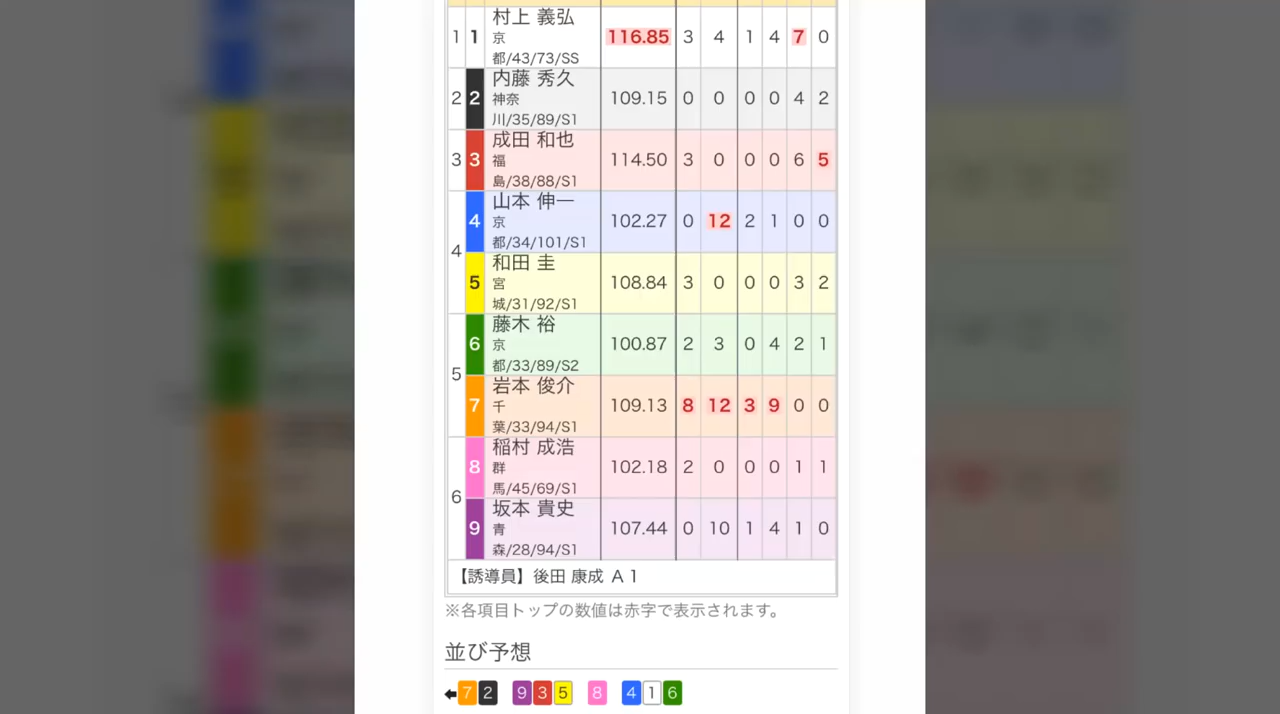 1 1 村上 義弘 京都/43/73/SS 116.85 3 4 1 4 7 0
2 2 内藤 秀久 神奈川/35/89/S1 109.15 0 0 0 0 4 2
3 3 成田 和也 福島/38/88/S1 114.50 3 0 0 0 6 5
4 4 山本 伸一 京都/34/101/S1 102.27 0 12 2 1 0 0
5 和田 圭 宮城/31/92/S1 108.84 3 0 0 0 3 2
5 6 藤木 裕 京都/33/89/S2 100.87 2 3 0 4 2 1
7 岩本 俊介 千葉/33/94/S1 109.13 8 12 3 9 0 0
6 8 稲村 成浩 群馬/45/69/S1 102.18 2 0 0 0 1 1
9 坂本 貴史 青森/28/94/S1 107.44 0 10 1 4 1 0
【誘導員】後田 康成 A 1
※各項目トップの数値は赤字で表示されます。
並び予想
←7 2 9 3 5 8 4 1 6